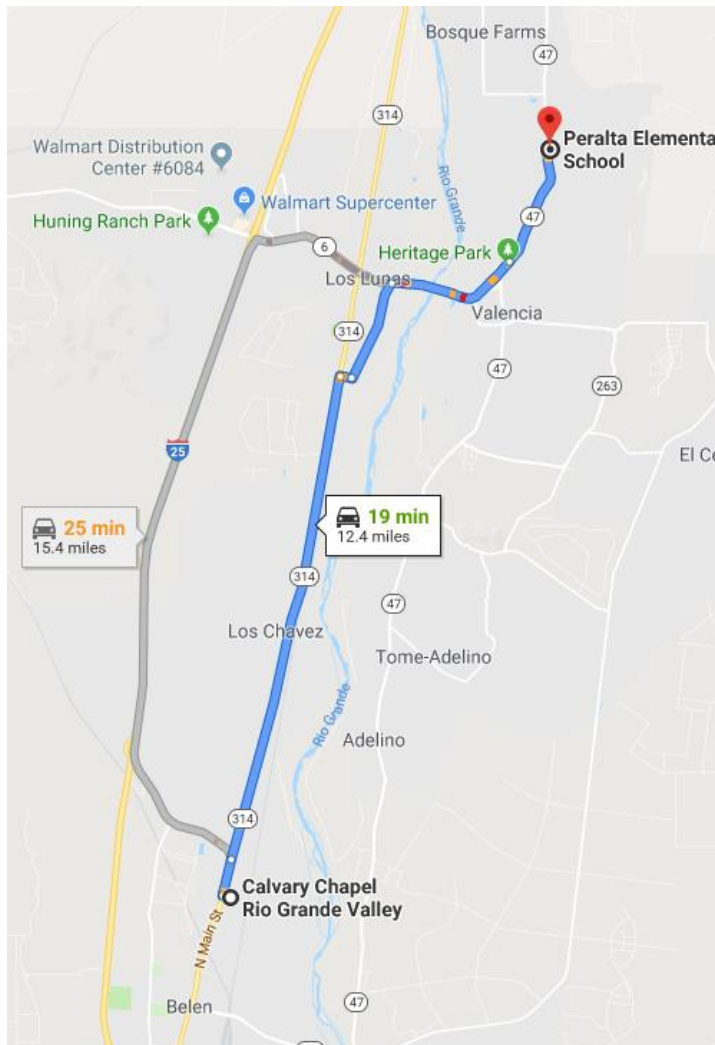 Bosque Farms
47
314
Peralta Elementa
School
Walmart Distribution
Center #6084
Rio Grande
Walmart Supercenter
Huning Ranch Park
47
6
Heritage Park
Los Lunas
Valencia
314
47
263
El Ce
25
25 min
15.4 miles
19 min
12.4 miles
314
47
Los Chavez
Tome-Adelino
Rio Grande
Adelino
314
Calvary Chapel
Rio Grande Valley
N Main St
47
Belen